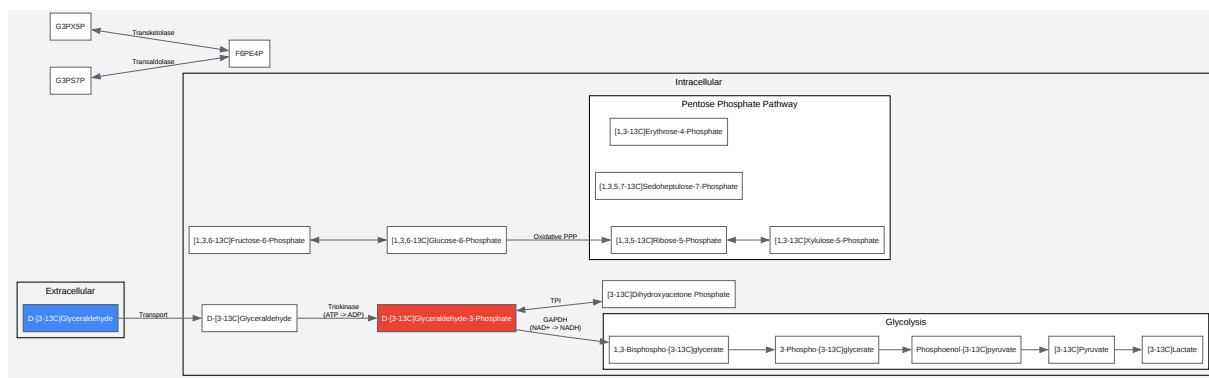 G3PX5P
Transketolase
F6PE4P
Transaldolase
G3PS7P
Intracellular
Pentose Phosphate Pathway
[1,3-13C]Erythrose-4-Phosphate
[1,3,5,7-13C]Sedoheptulose-7-Phosphate
[1,3,6-13C]Fructose-6-Phosphate
[1,3,6-13C]Glucose-6-Phosphate
Oxidative PPP
[1,3,5-13C]Ribose-5-Phosphate
[1,3-13C]Xylulose-5-Phosphate
Extracellular
D-[3-13C]Glyceraldehyde
Transport
D-[3-13C]Glyceraldehyde
Triokinase
(ATP -> ADP)
D-[3-13C]Glyceraldehyde-3-Phosphate
TPI
[3-13C]Dihydroxyacetone Phosphate
GAPDH
(NAD+ -> NADH)
Glycolysis
1,3-Bisphospho-[3-13C]glycerate
3-Phospho-[3-13C]glycerate
Phosphoenol-[3-13C]pyruvate
[3-13C]Pyruvate
[3-13C]Lactate